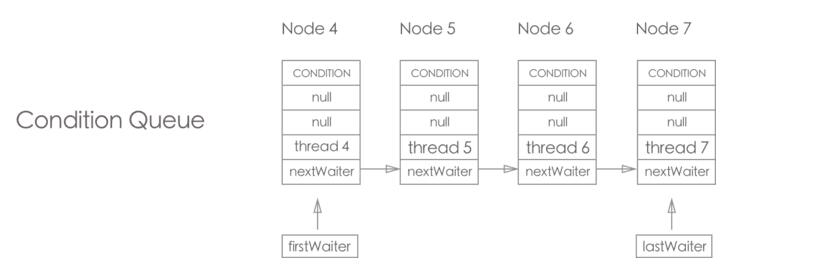 Node 4 Node 5 Node 6 Node 7
CONDITION CONDITION CONDITION CONDITION
null null null null
Condition Queue
null null null null
thread 4 thread 5 thread 6 thread 7
nextWaiter nextWaiter nextWaiter nextWaiter
firstWaiter lastWaiter